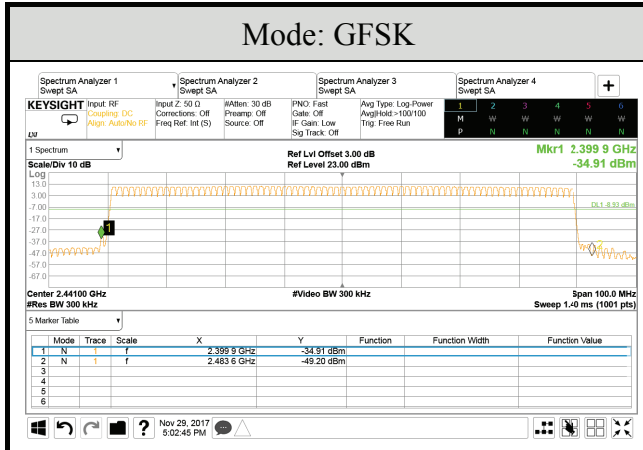 Mode: GFSK
Spectrum Analyzer 1
Swept SA
Spectrum Analyzer 2
Swept SA
Spectrum Analyzer 3
Swept SA
Spectrum Analyzer 4
Swept SA
KEYSIGHT Input: RF Input Z: 50 Ω #Atten: 30 dB PNO: Fast Avg Type: Log-Power 1 2 3 4 5 6
Coupling: DC Corrections: Off Preamp: Off Gate: Off Avg|Hold:>100/100 M W W W W W
Align: Auto/No RF Freq Ref: Int (S) Source: Off IF Gain: Low Trig: Free Run
Sig Track: Off P N N N N N
LXI
1 Spectrum Ref Lvl Offset 3.00 dB Mkr1 2.399 9 GHz
Scale/Div 10 dB Ref Level 23.00 dBm -34.91 dBm
Log
13.0
3.00
-7.00 DL1 -8.93 dBm
-17.0
-27.0
-37.0
-47.0
-57.0
-67.0
1
Center 2.44100 GHz #Video BW 300 kHz Span 100.0 MHz
#Res BW 300 kHz Sweep 1.40 ms (1001 pts)
5 Marker Table
Mode Trace Scale X Y Function Function Width Function Value
1 N 1 f 2.399 9 GHz -34.91 dBm
2 N 1 f 2.483 6 GHz -49.20 dBm
3
4
5
6
? Nov 29, 2017
5:02:45 PM